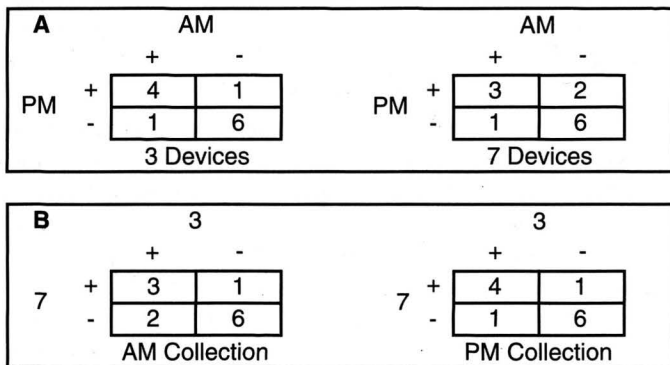 A AM AM
+ - + -
PM + 4 1 PM + 3 2
- 1 6 - 1 6
3 Devices 7 Devices
B 3 3
+ - + -
7 + 3 1 7 + 4 1
- 2 6 - 1 6
AM Collection PM Collection